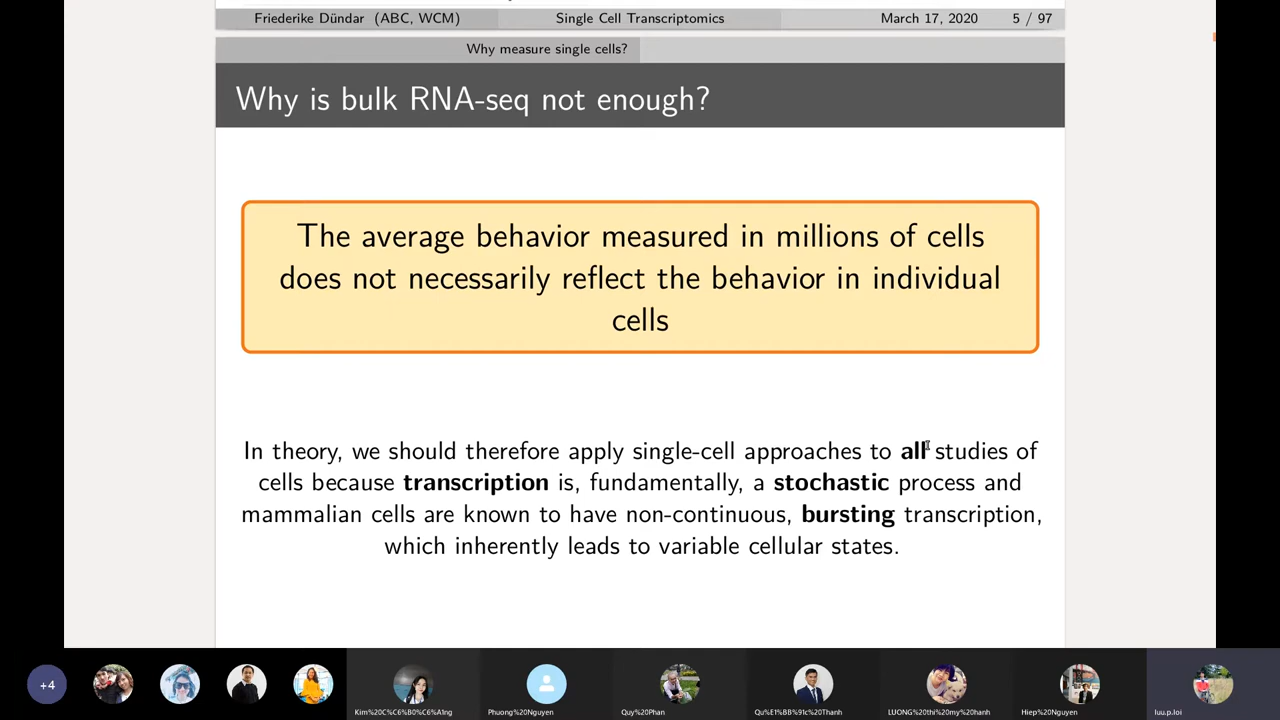 Friederike Dündar (ABC, WCM) Single Cell Transcriptomics March 17, 2020 5 / 97
Why measure single cells?
Why is bulk RNA-seq not enough?
The average behavior measured in millions of cells
does not necessarily reflect the behavior in individual
cells
In theory, we should therefore apply single-cell approaches to all studies of
cells because transcription is, fundamentally, a stochastic process and
mammalian cells are known to have non-continuous, bursting transcription,
which inherently leads to variable cellular states.
+4
Kim%20C%C6%B0%C6%A1ng Phuong%20Nguyen Quy%20Phan Qu%E1%BB%91c%20Thanh LUONG%20thi%20my%20hanh Hiep%20Nguyen luu.p.loi